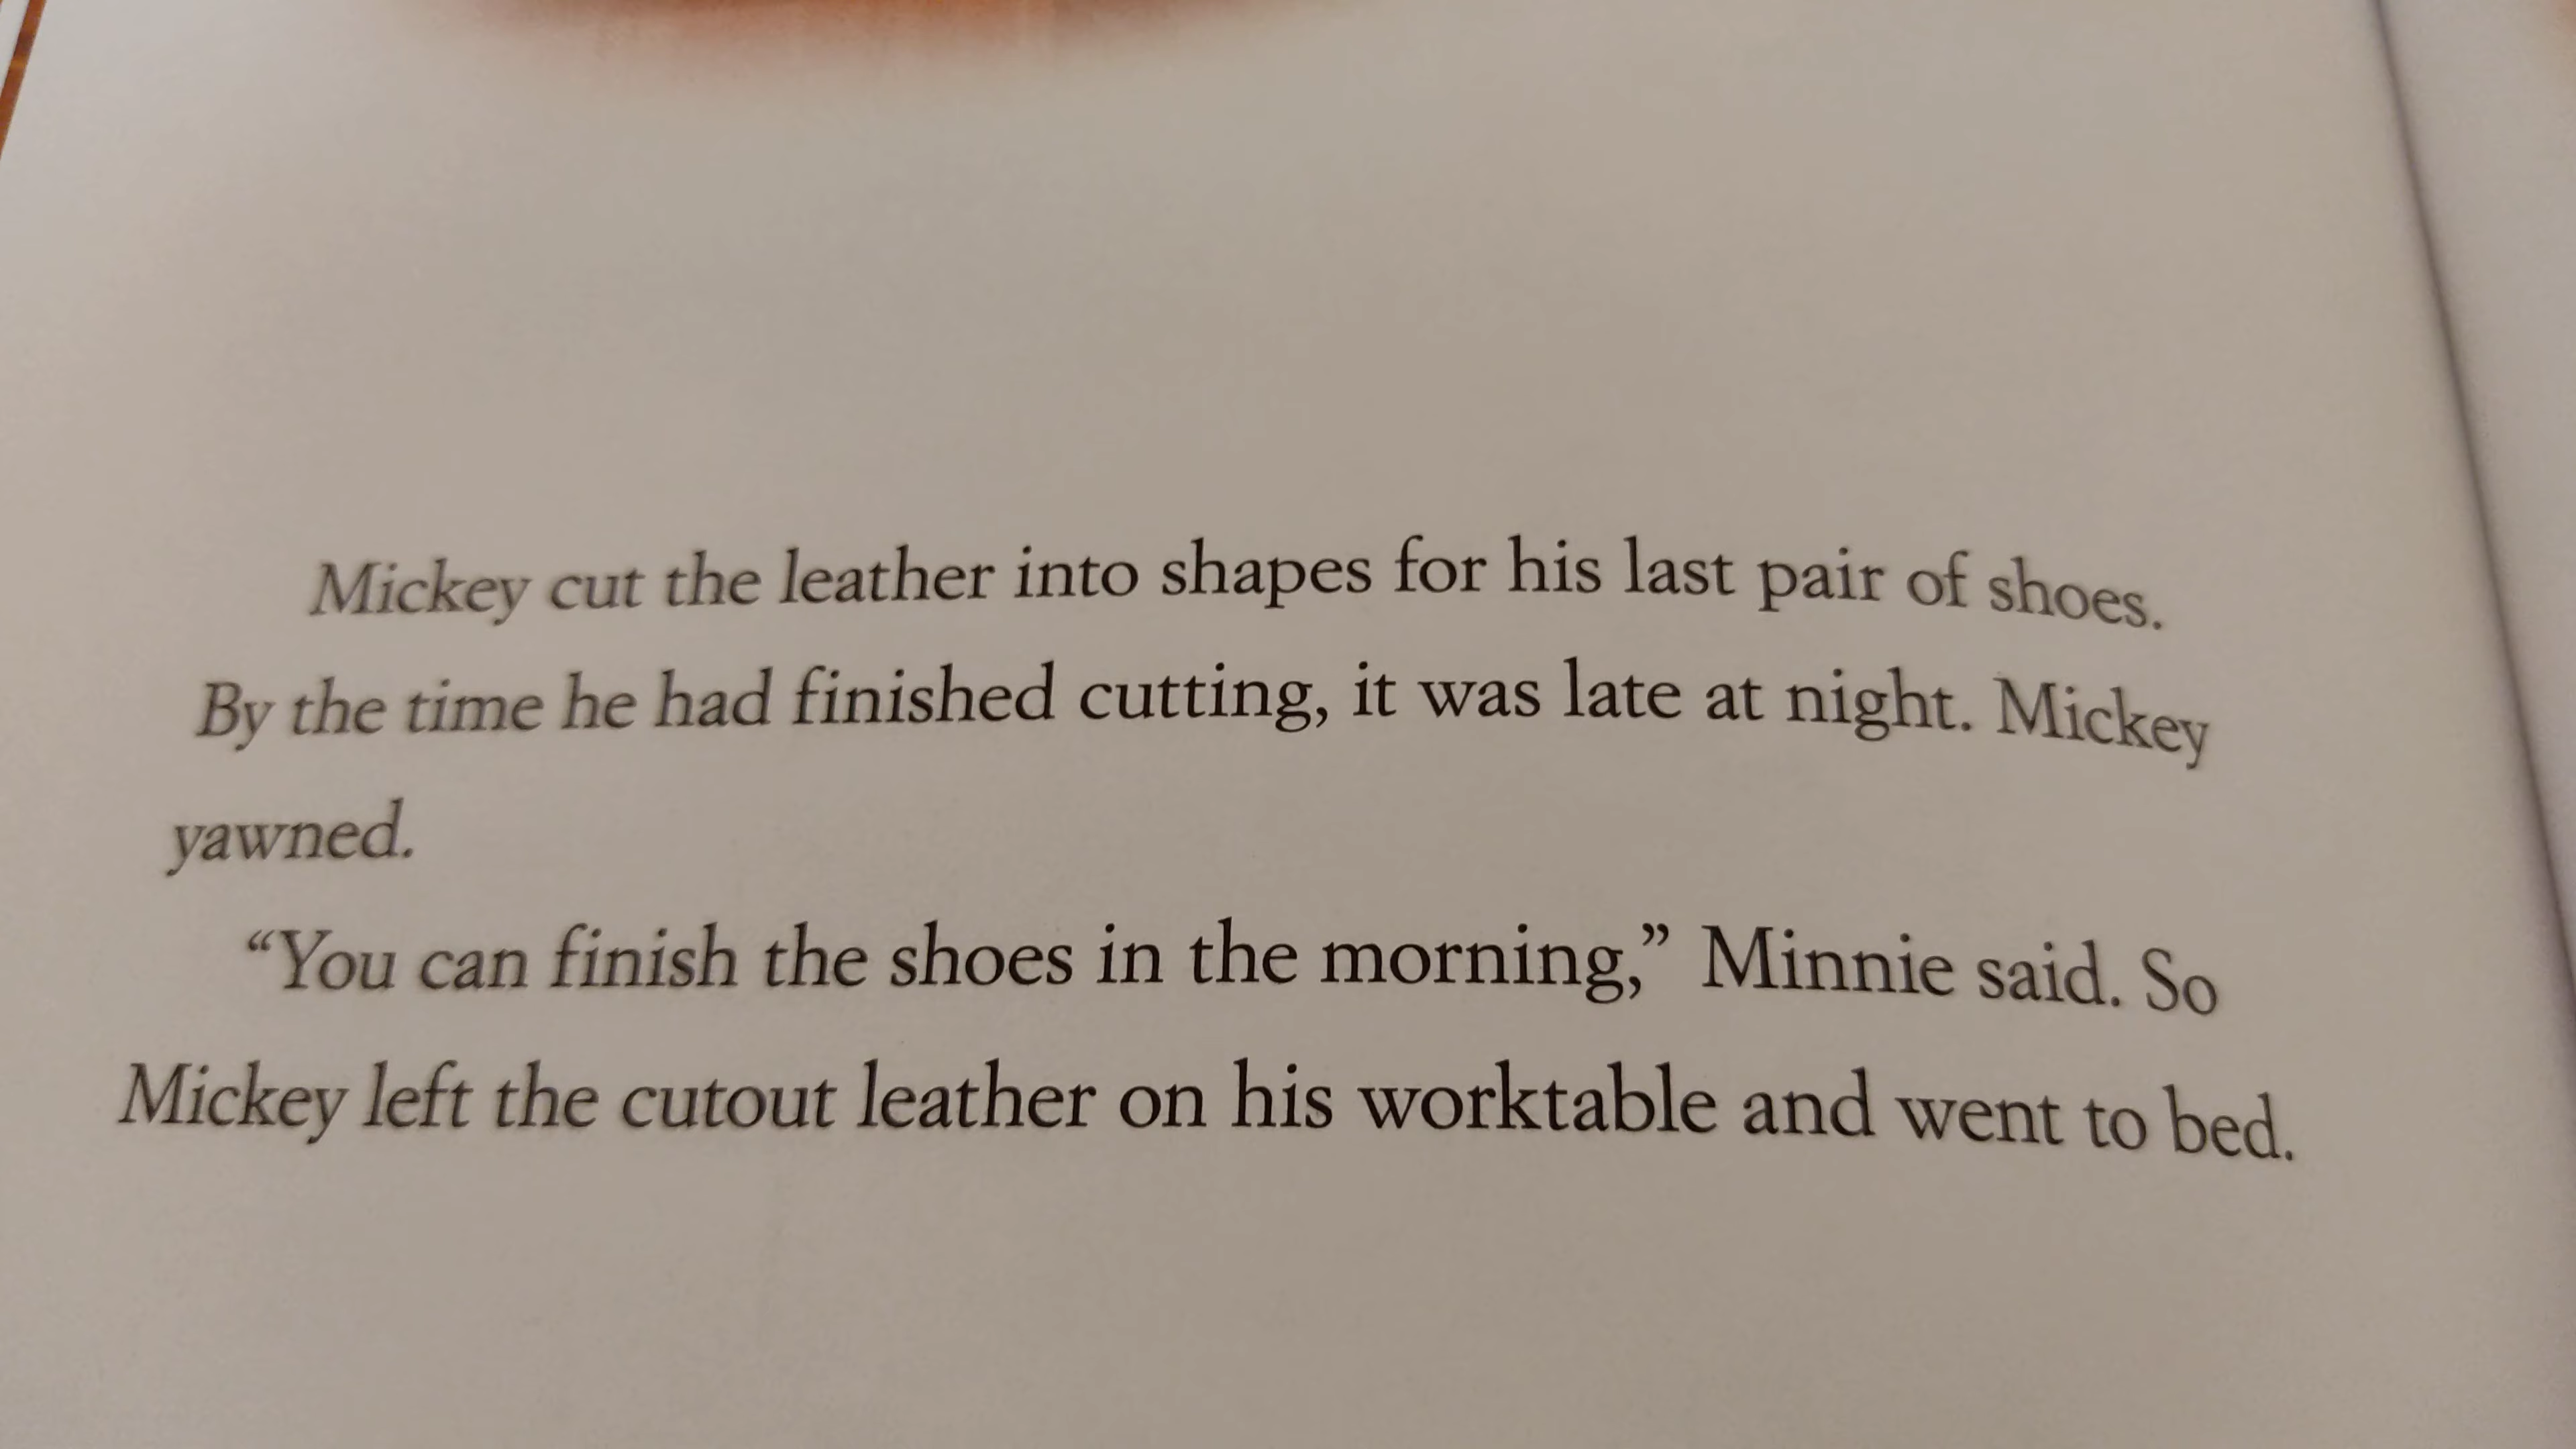 Mickey cut the leather into shapes for his last pair of shoes.
By the time he had finished cutting, it was late at night. Mickey
yawned.
“You can finish the shoes in the morning,” Minnie said. So
Mickey left the cutout leather on his worktable and went to bed.